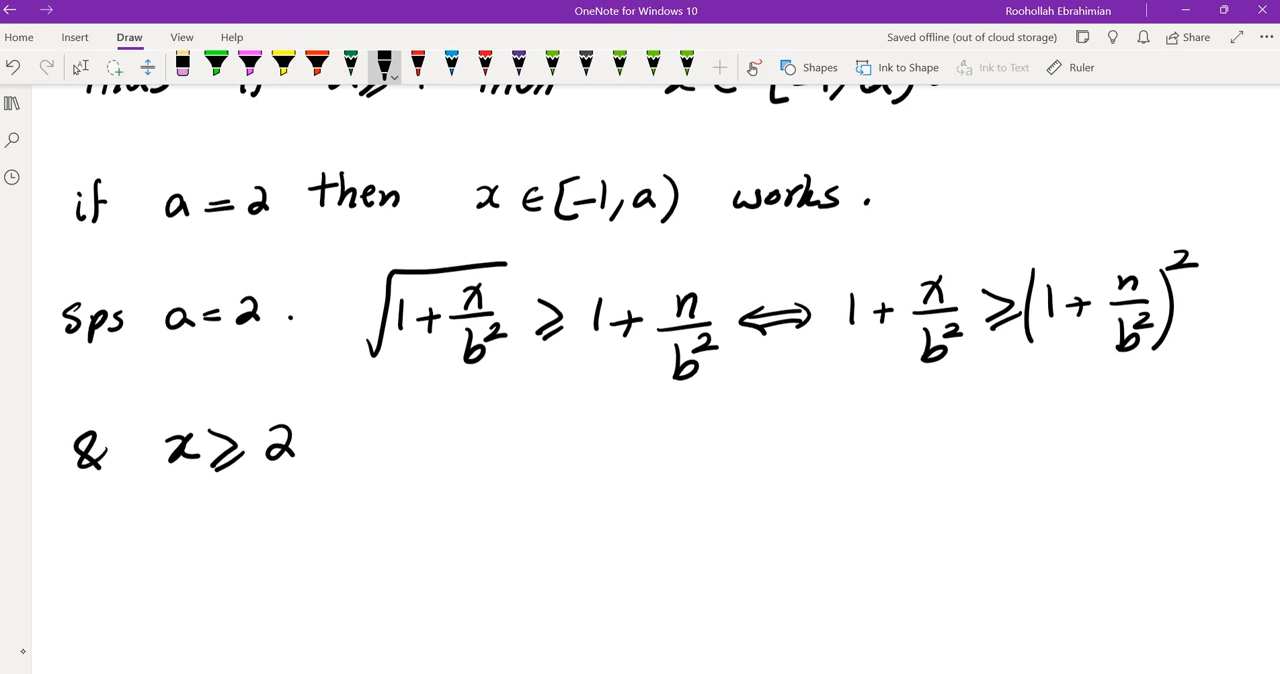 OneNote for Windows 10
Roohollah Ebrahimian
Home Insert Draw View Help
Saved offline (out of cloud storage) Share
Shapes Ink to Shape Ink to Text Ruler
if a = 2 then x ∈ [-1, a) works.
sps a = 2. √(1 + x/b²) ⩾ 1 + n/b² ⟺ 1 + x/b² ⩾ (1 + n/b²)²
& x ⩾ 2